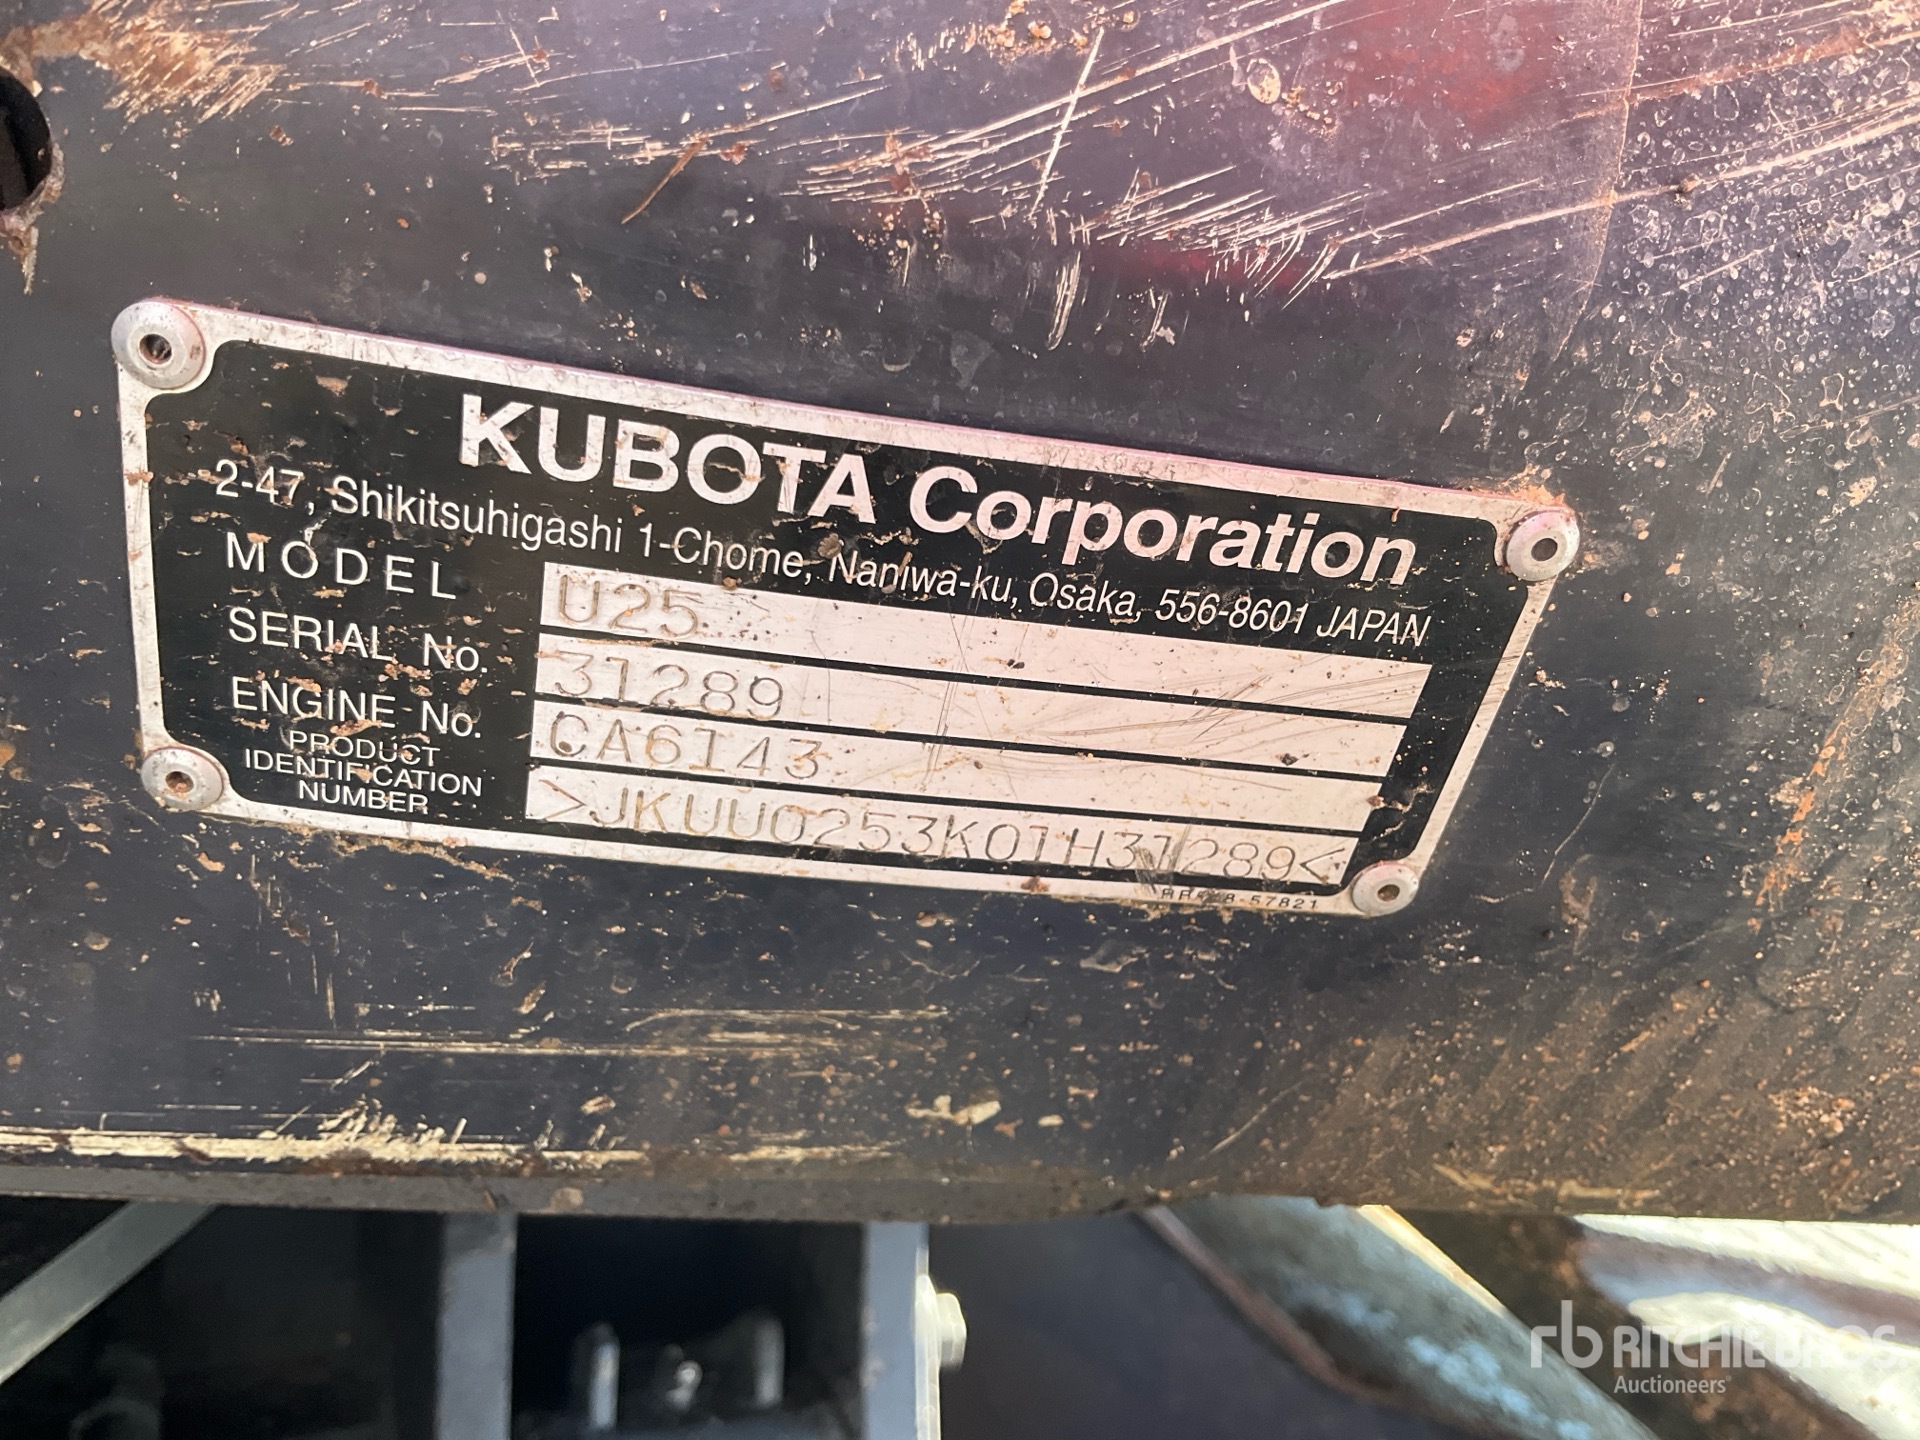 KUBOTA Corporation
2-47, Shikitsuhigashi 1-Chome, Naniwa-ku, Osaka, 556-8601 JAPAN
MODEL U25
SERIAL No. 31289
ENGINE No. CA6143
PRODUCT
IDENTIFICATION
NUMBER
>JKUU0253K01H31289<
rb RITCHIE BROS.
Auctioneers